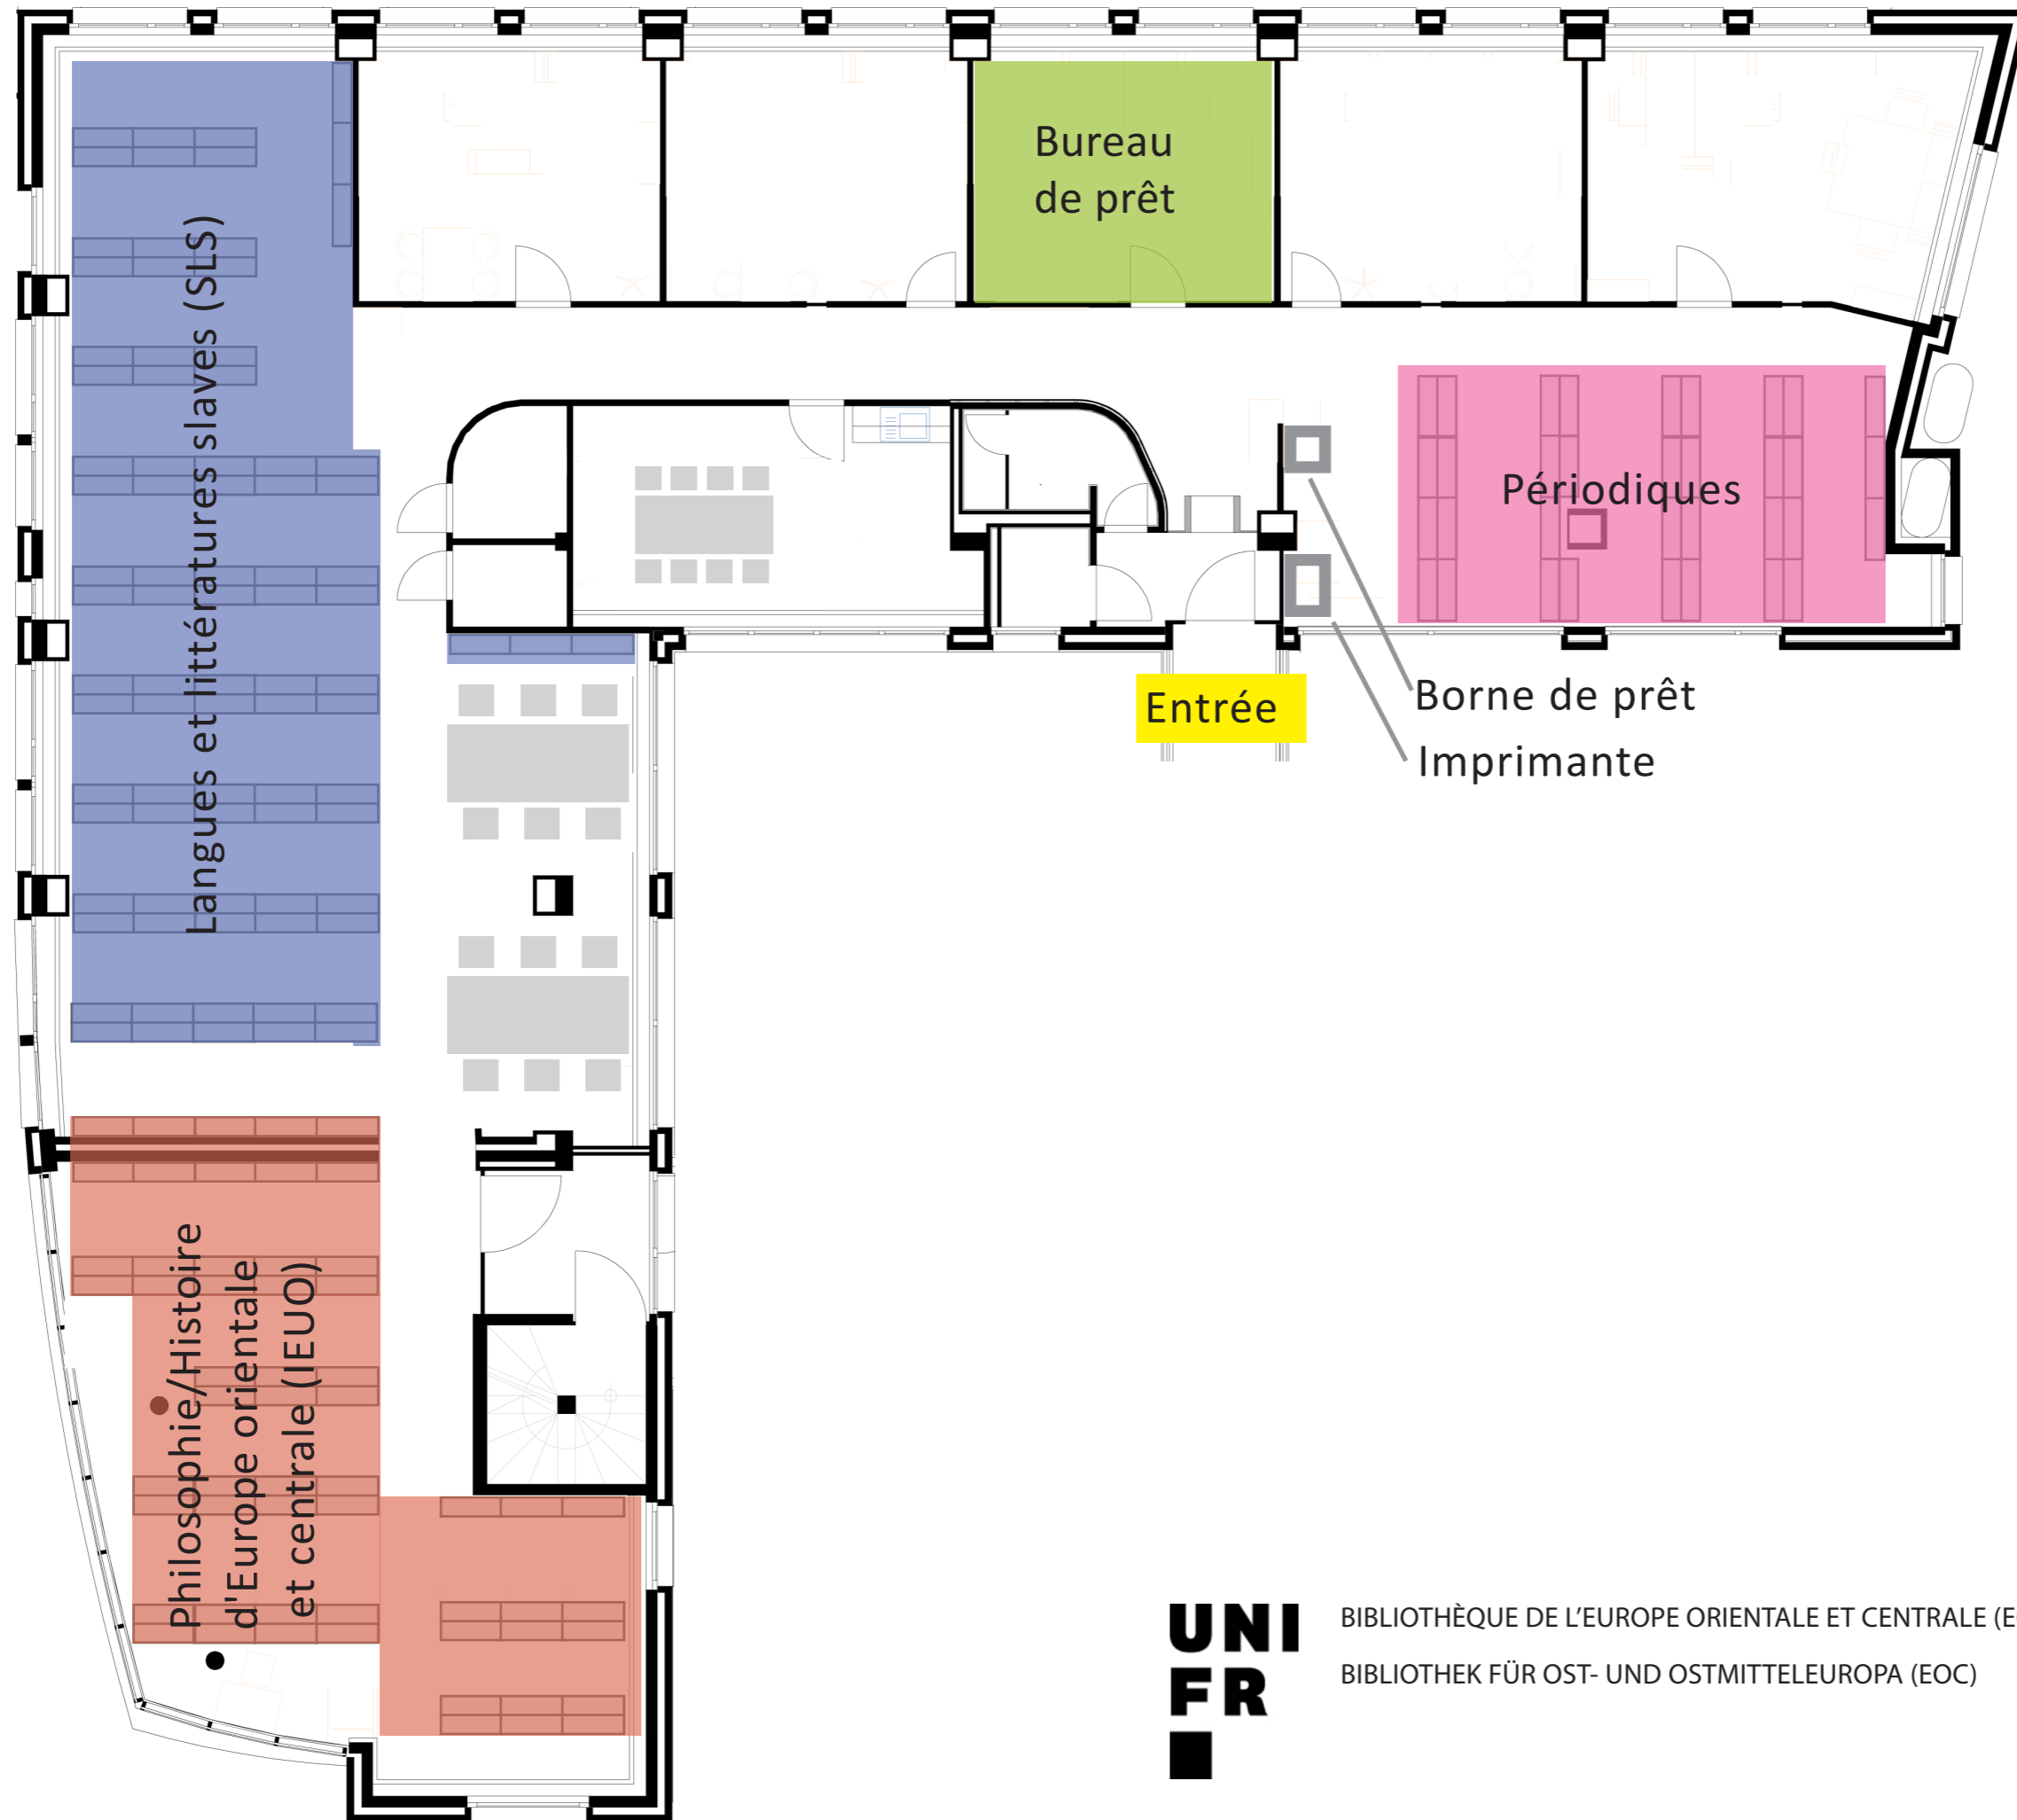 Bureau
de prêt
Langues et littératures slaves (SLS)
Périodiques
Entrée
Borne de prêt
Imprimante
Philosophie/Histoire
d'Europe orientale
et centrale (IEUO)
UNI
FR
BIBLIOTHÈQUE DE L'EUROPE ORIENTALE ET CENTRALE (E
BIBLIOTHEK FÜR OST- UND OSTMITTELEUROPA (EOC)